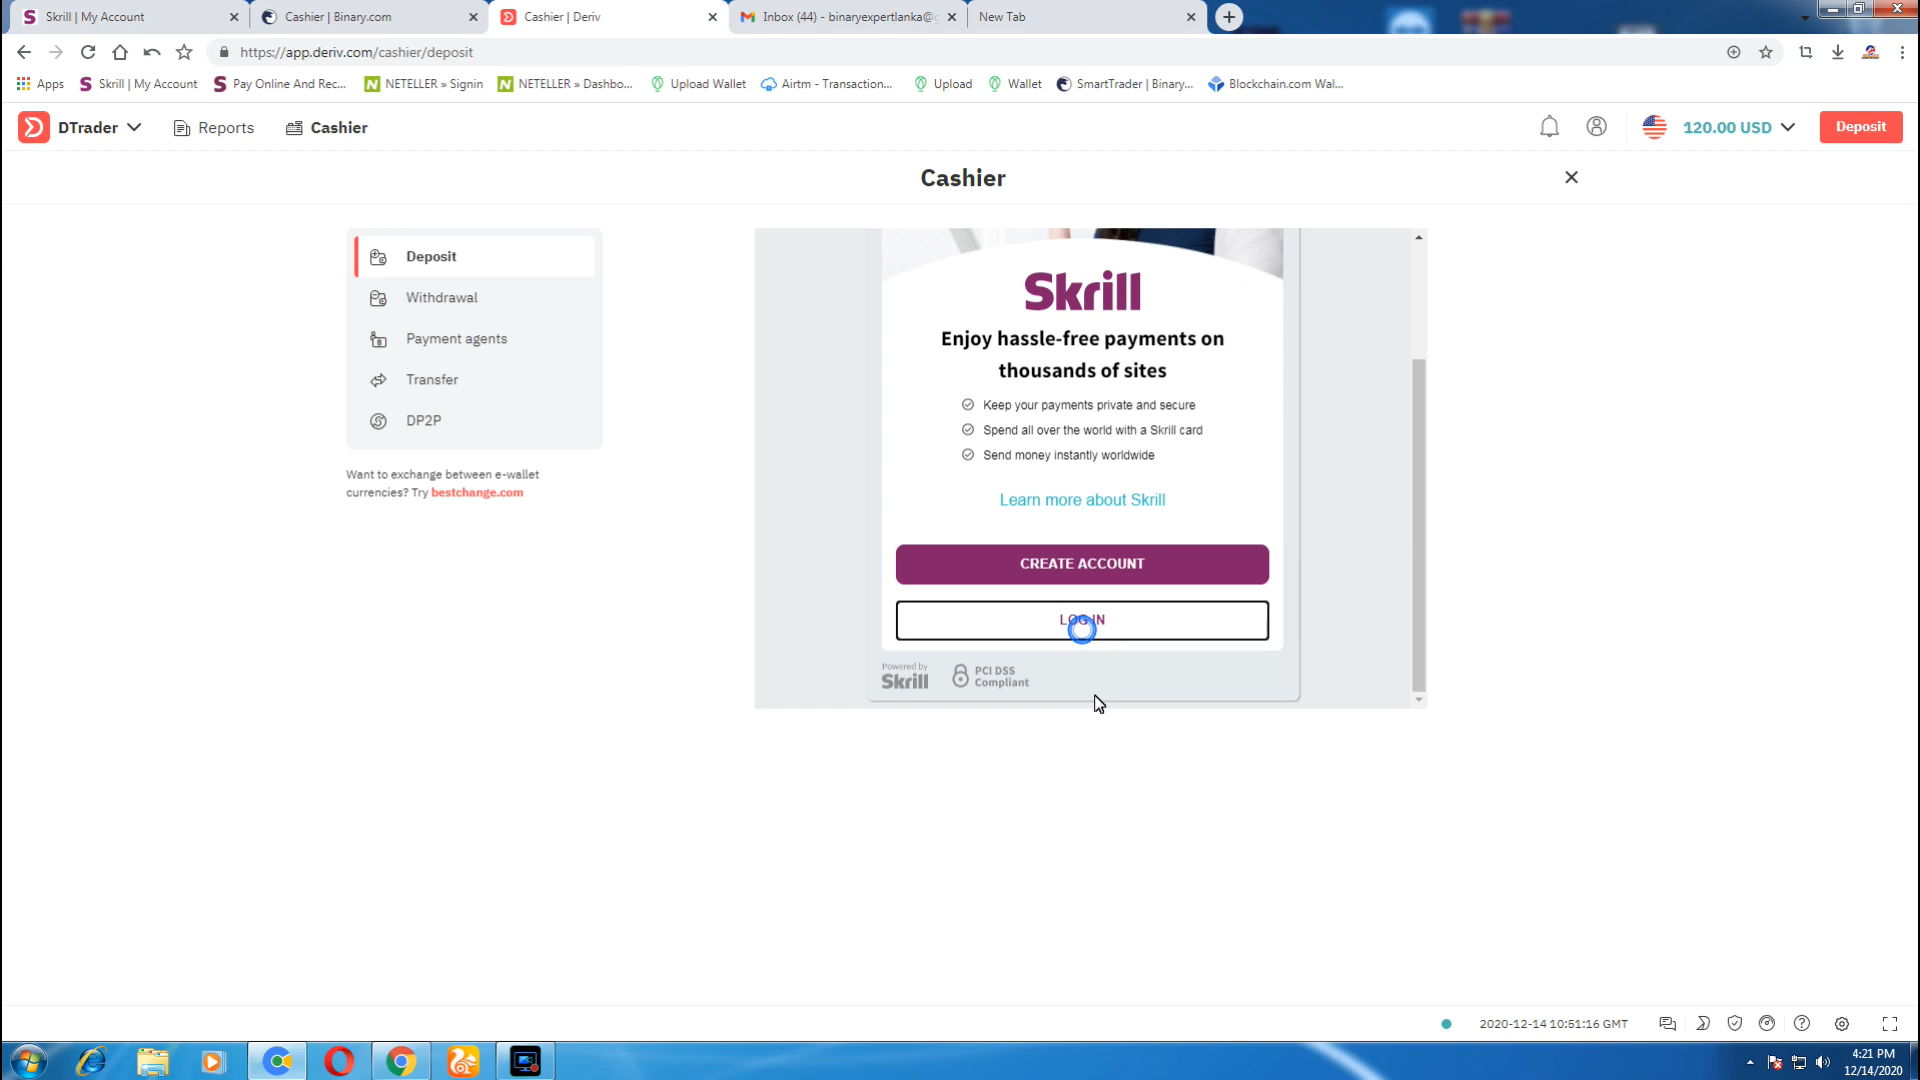 Skrill | My Account
Cashier | Binary.com
Cashier | Deriv
Inbox (44) - binaryexpertlanka@g
New Tab
https://app.deriv.com/cashier/deposit
Apps
Skrill | My Account
Pay Online And Rec...
NETELLER » Signin
NETELLER » Dashbo...
Upload Wallet
Airtm - Transaction...
Upload
Wallet
SmartTrader | Binary...
Blockchain.com Wal...
DTrader
Reports
Cashier
120.00 USD
Deposit
Cashier
Deposit
Withdrawal
Payment agents
Transfer
DP2P
Want to exchange between e-wallet
currencies? Try bestchange.com
Skrill
Enjoy hassle-free payments on
thousands of sites
Keep your payments private and secure
Spend all over the world with a Skrill card
Send money instantly worldwide
Learn more about Skrill
CREATE ACCOUNT
LOG IN
Powered by
Skrill
PCI DSS
Compliant
2020-12-14 10:51:16 GMT
4:21 PM
12/14/2020